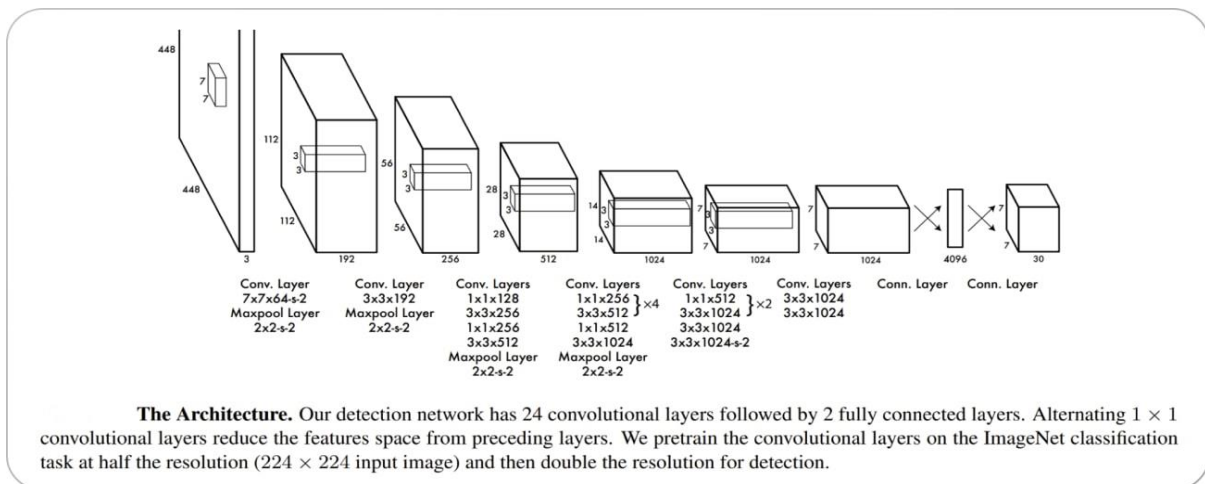 448
7
7
448
3
112
3
3
112
192
56
3
3
56
256
28
3
3
28
512
14
3
3
14
1024
7
3
3
7
1024
7
7
1024
4096
7
7
30
Conv. Layer
7x7x64-s-2
Maxpool Layer
2x2-s-2
Conv. Layer
3x3x192
Maxpool Layer
2x2-s-2
Conv. Layers
1x1x128
3x3x256
1x1x256
3x3x512
Maxpool Layer
2x2-s-2
Conv. Layers
1x1x256
3x3x512
}×4
1x1x512
3x3x1024
Maxpool Layer
2x2-s-2
Conv. Layers
1x1x512
3x3x1024
}×2
3x3x1024
3x3x1024-s-2
Conv. Layers
3x3x1024
3x3x1024
Conn. Layer
Conn. Layer
The Architecture. Our detection network has 24 convolutional layers followed by 2 fully connected layers. Alternating 1 × 1
convolutional layers reduce the features space from preceding layers. We pretrain the convolutional layers on the ImageNet classification
task at half the resolution (224 × 224 input image) and then double the resolution for detection.